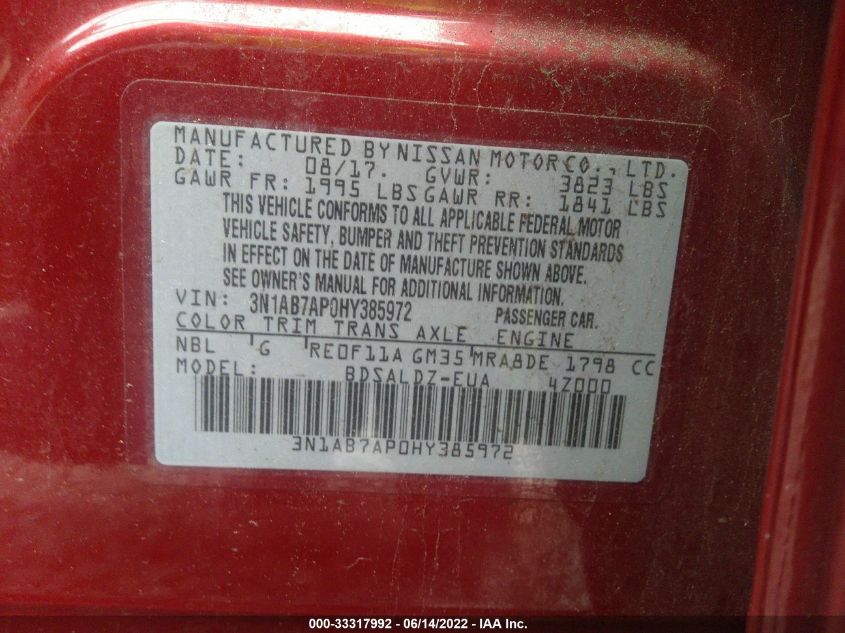 MANUFACTURED BY NISSAN MOTOR CO., LTD.
DATE: 08/17. GVWR: 3823 LBS
GAWR FR: 1995 LBS GAWR RR: 1841 LBS
THIS VEHICLE CONFORMS TO ALL APPLICABLE FEDERAL MOTOR
VEHICLE SAFETY, BUMPER AND THEFT PREVENTION STANDARDS
IN EFFECT ON THE DATE OF MANUFACTURE SHOWN ABOVE.
SEE OWNER'S MANUAL FOR ADDITIONAL INFORMATION.
VIN: 3N1AB7AP0HY385972 PASSENGER CAR.
COLOR TRIM TRANS AXLE ENGINE
NBL G RE0F11A GM35 MRA8DE 1798 CC
MODEL: BDSALDZ-EUA 4Z000
3N1AB7AP0HY385972
000-33317992 - 06/14/2022 - IAA Inc.